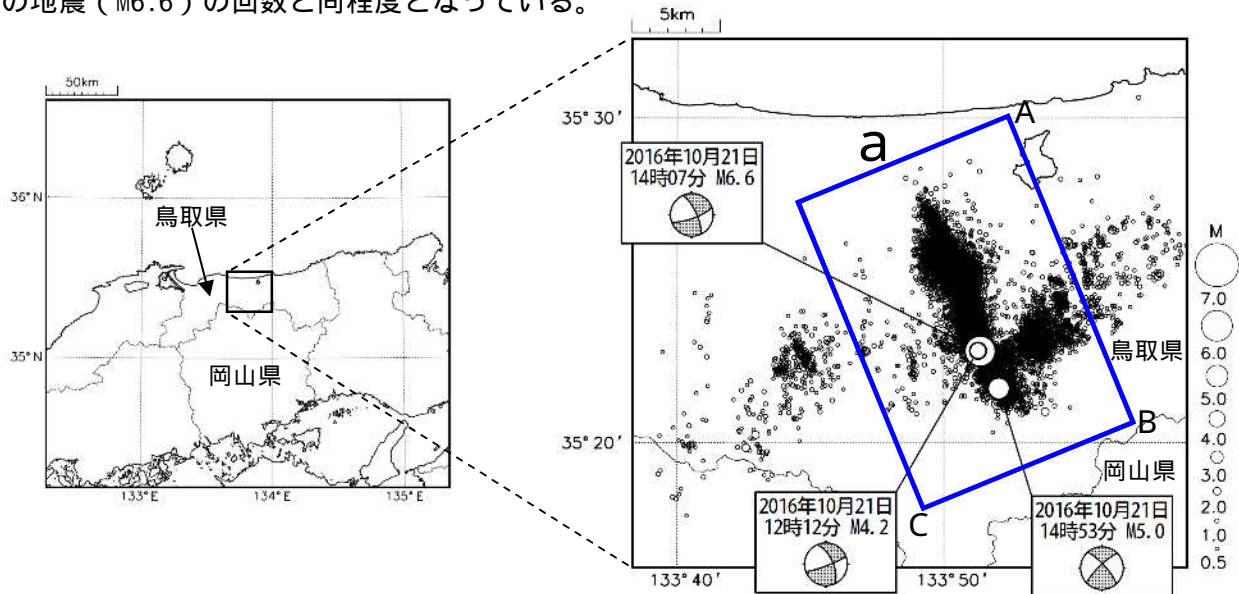 の地震(M6.6)の回数と同程度となっている。
5km
50km
36°N
35°N
133°E
134°E
135°E
鳥取県
岡山県
35°30′
35°20′
133°40′
133°50′
a
A
B
C
2016年10月21日
14時07分 M6.6
2016年10月21日
12時12分 M4.2
2016年10月21日
14時53分 M5.0
鳥取県
岡山県
M
7.0
6.0
5.0
4.0
3.0
2.0
1.0
0.5